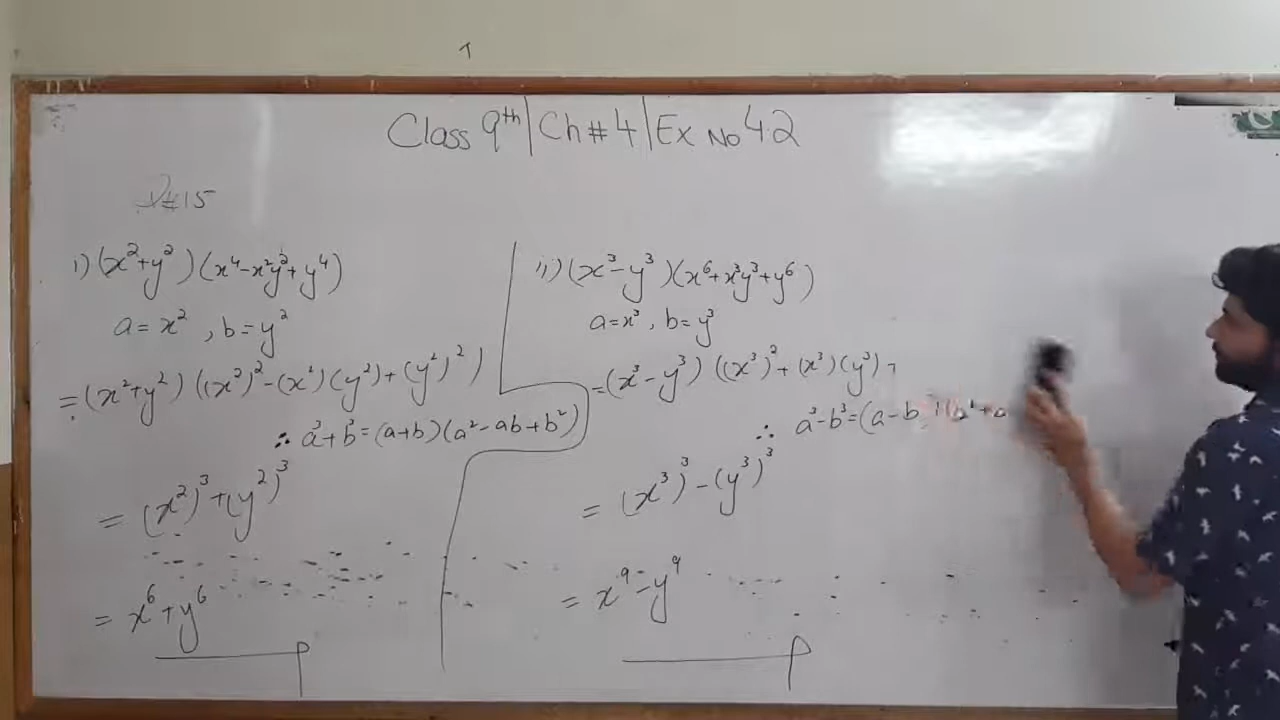 Class 9th | Ch # 4 | Ex No 4.2
Q#15
i) (x²+y²)(x⁴-x²y²+y⁴)
a = x², b = y²
= (x²+y²) ((x²)²-(x²)(y²)+(y²)²)
∴ a³+b³=(a+b)(a²-ab+b²)
= (x²)³+(y²)³
= x⁶+y⁶
ii) (x³-y³)(x⁶+x³y³+y⁶)
a=x³, b=y³
=(x³-y³) ((x³)²+(x³)(y³)+
∴ a³-b³=(a-b)(a²+a
= (x³)³-(y³)³
= x⁹-y⁹